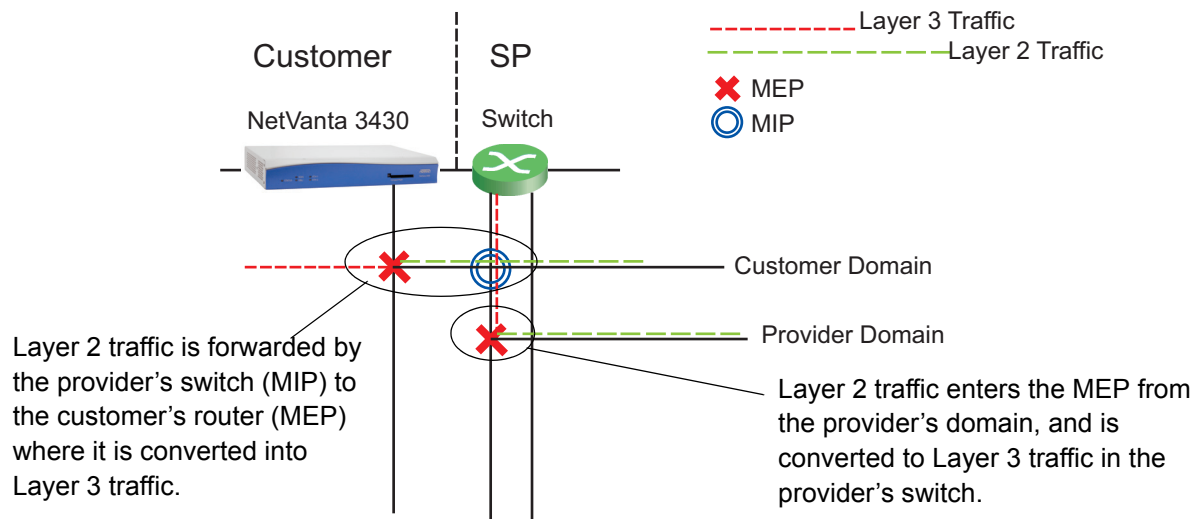 Customer
SP
Layer 3 Traffic
Layer 2 Traffic
MEP
MIP
NetVanta 3430
Switch
Customer Domain
Provider Domain
Layer 2 traffic is forwarded by
the provider’s switch (MIP) to
the customer’s router (MEP)
where it is converted into
Layer 3 traffic.
Layer 2 traffic enters the MEP from
the provider’s domain, and is
converted to Layer 3 traffic in the
provider’s switch.